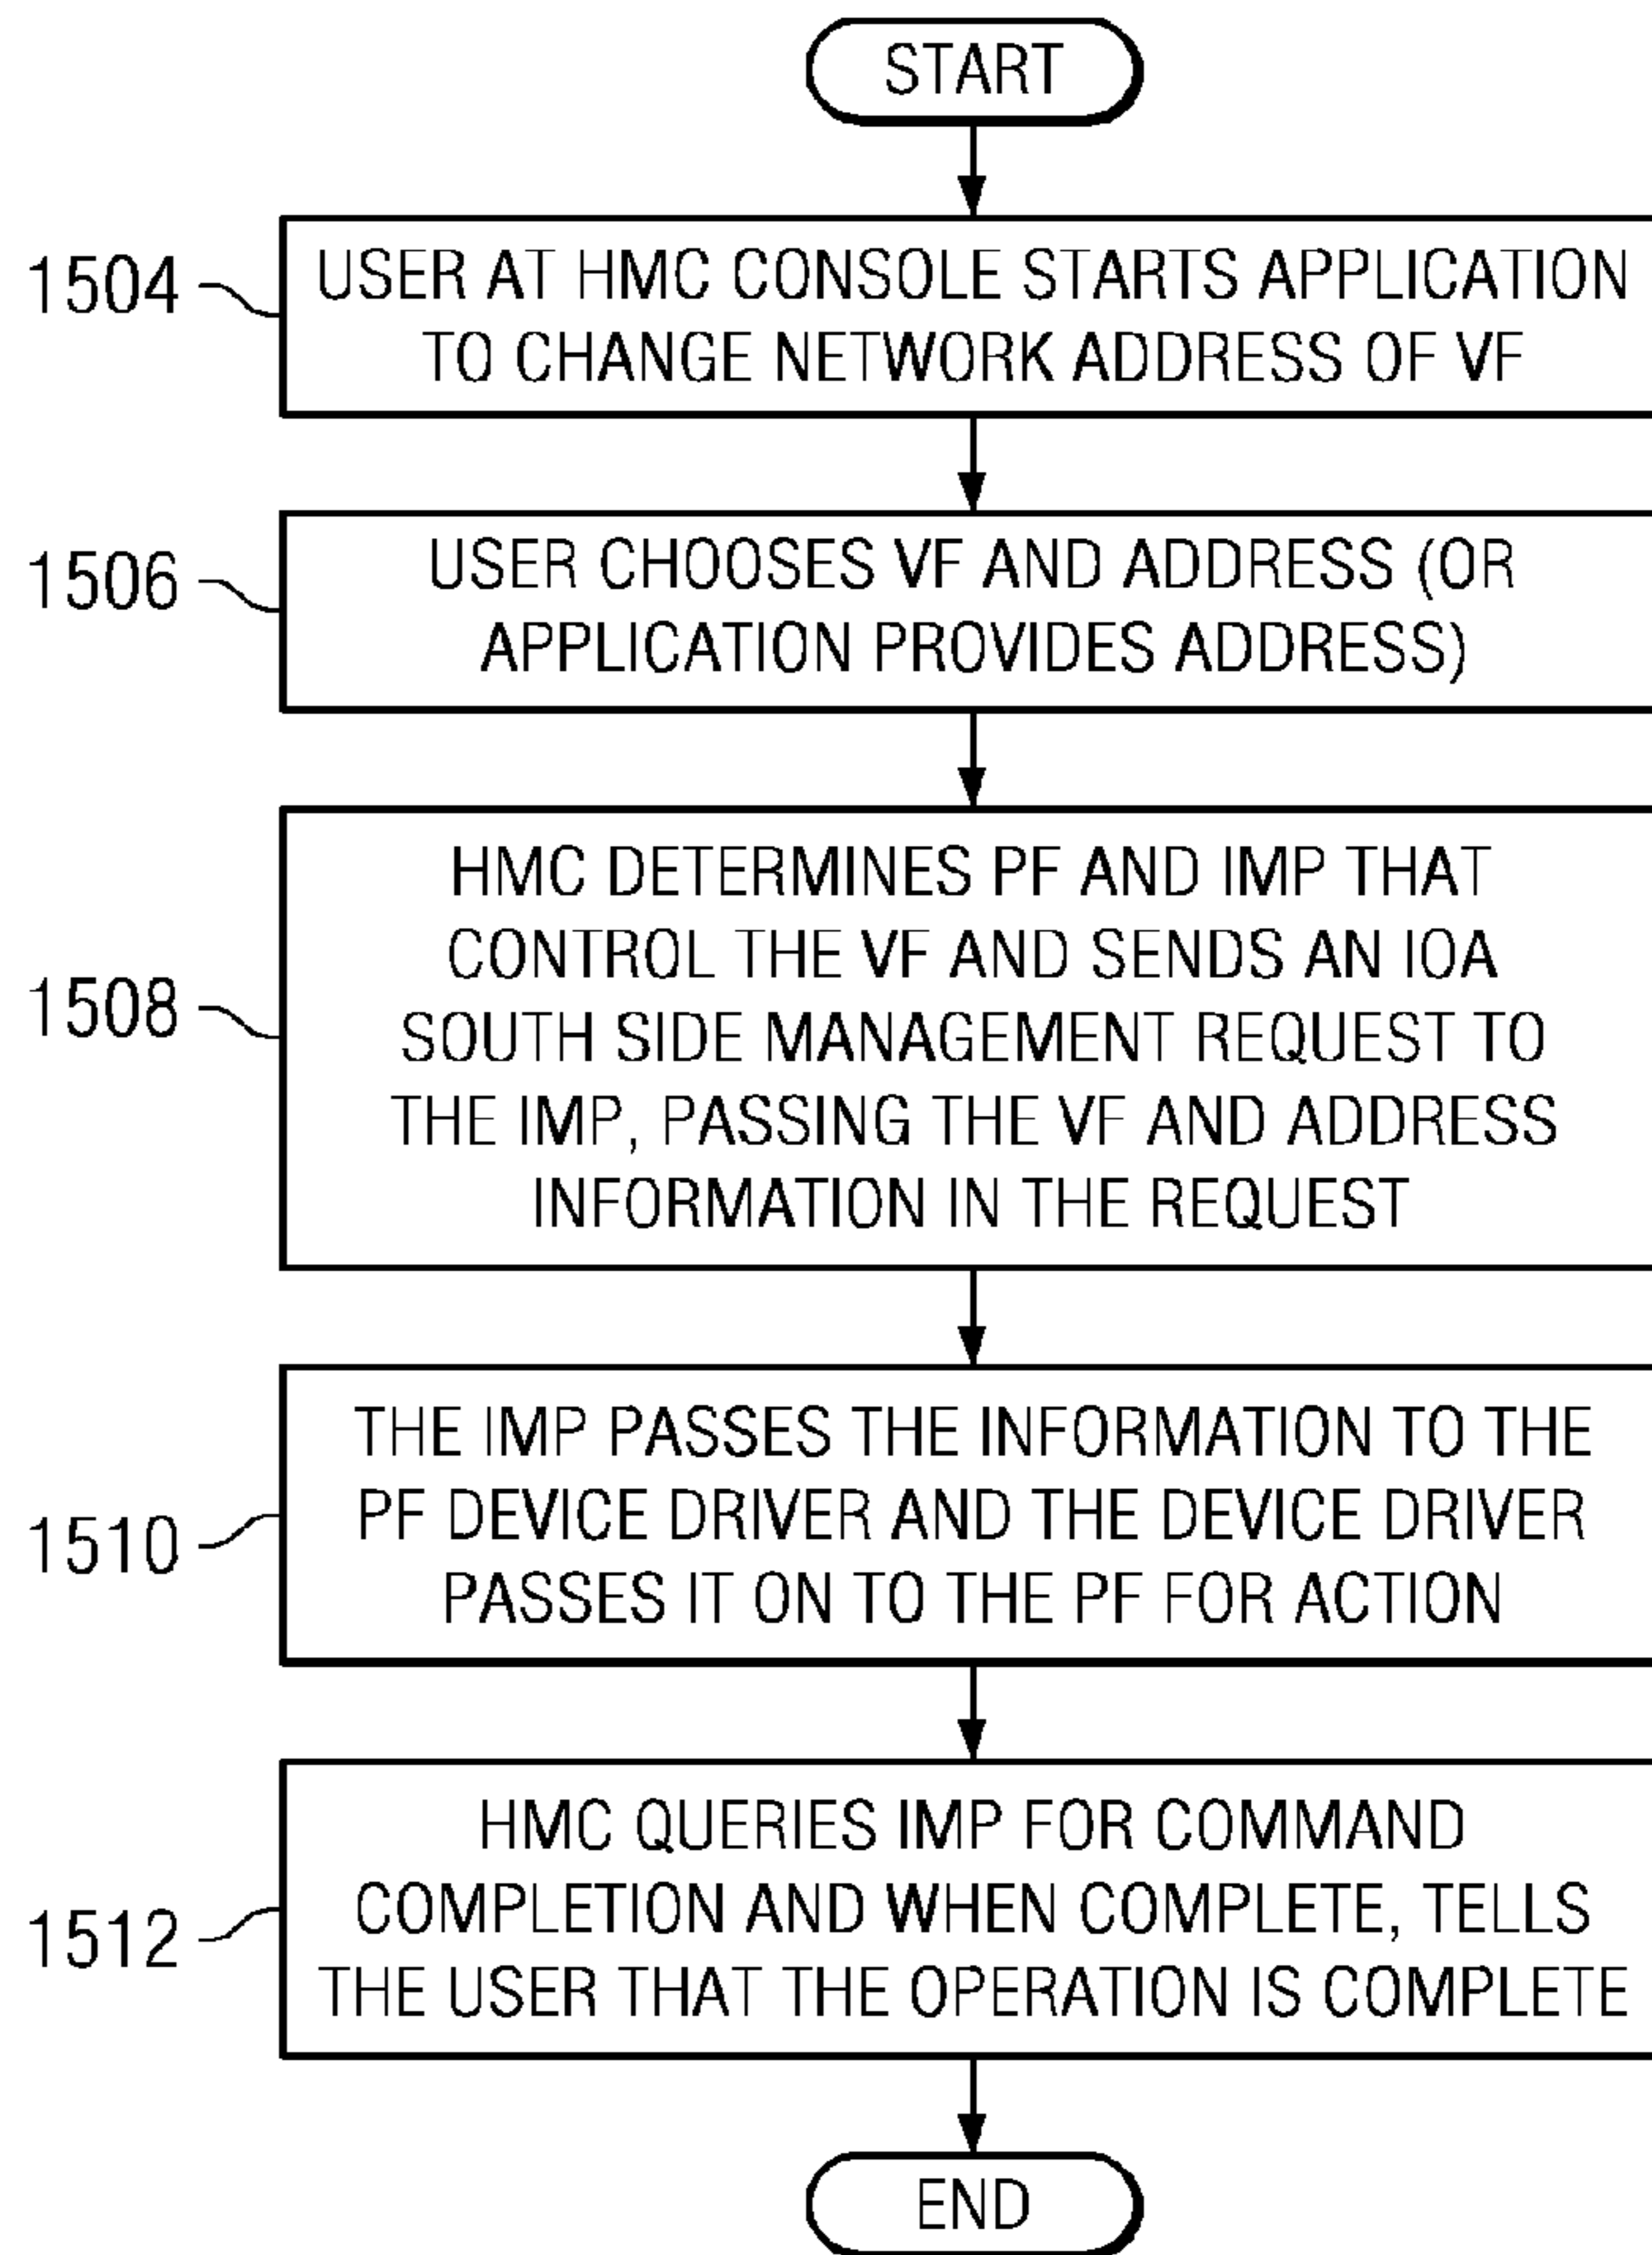 START
1504
USER AT HMC CONSOLE STARTS APPLICATION
TO CHANGE NETWORK ADDRESS OF VF
1506
USER CHOOSES VF AND ADDRESS (OR
APPLICATION PROVIDES ADDRESS)
1508
HMC DETERMINES PF AND IMP THAT
CONTROL THE VF AND SENDS AN IOA
SOUTH SIDE MANAGEMENT REQUEST TO
THE IMP, PASSING THE VF AND ADDRESS
INFORMATION IN THE REQUEST
1510
THE IMP PASSES THE INFORMATION TO THE
PF DEVICE DRIVER AND THE DEVICE DRIVER
PASSES IT ON TO THE PF FOR ACTION
1512
HMC QUERIES IMP FOR COMMAND
COMPLETION AND WHEN COMPLETE, TELLS
THE USER THAT THE OPERATION IS COMPLETE
END